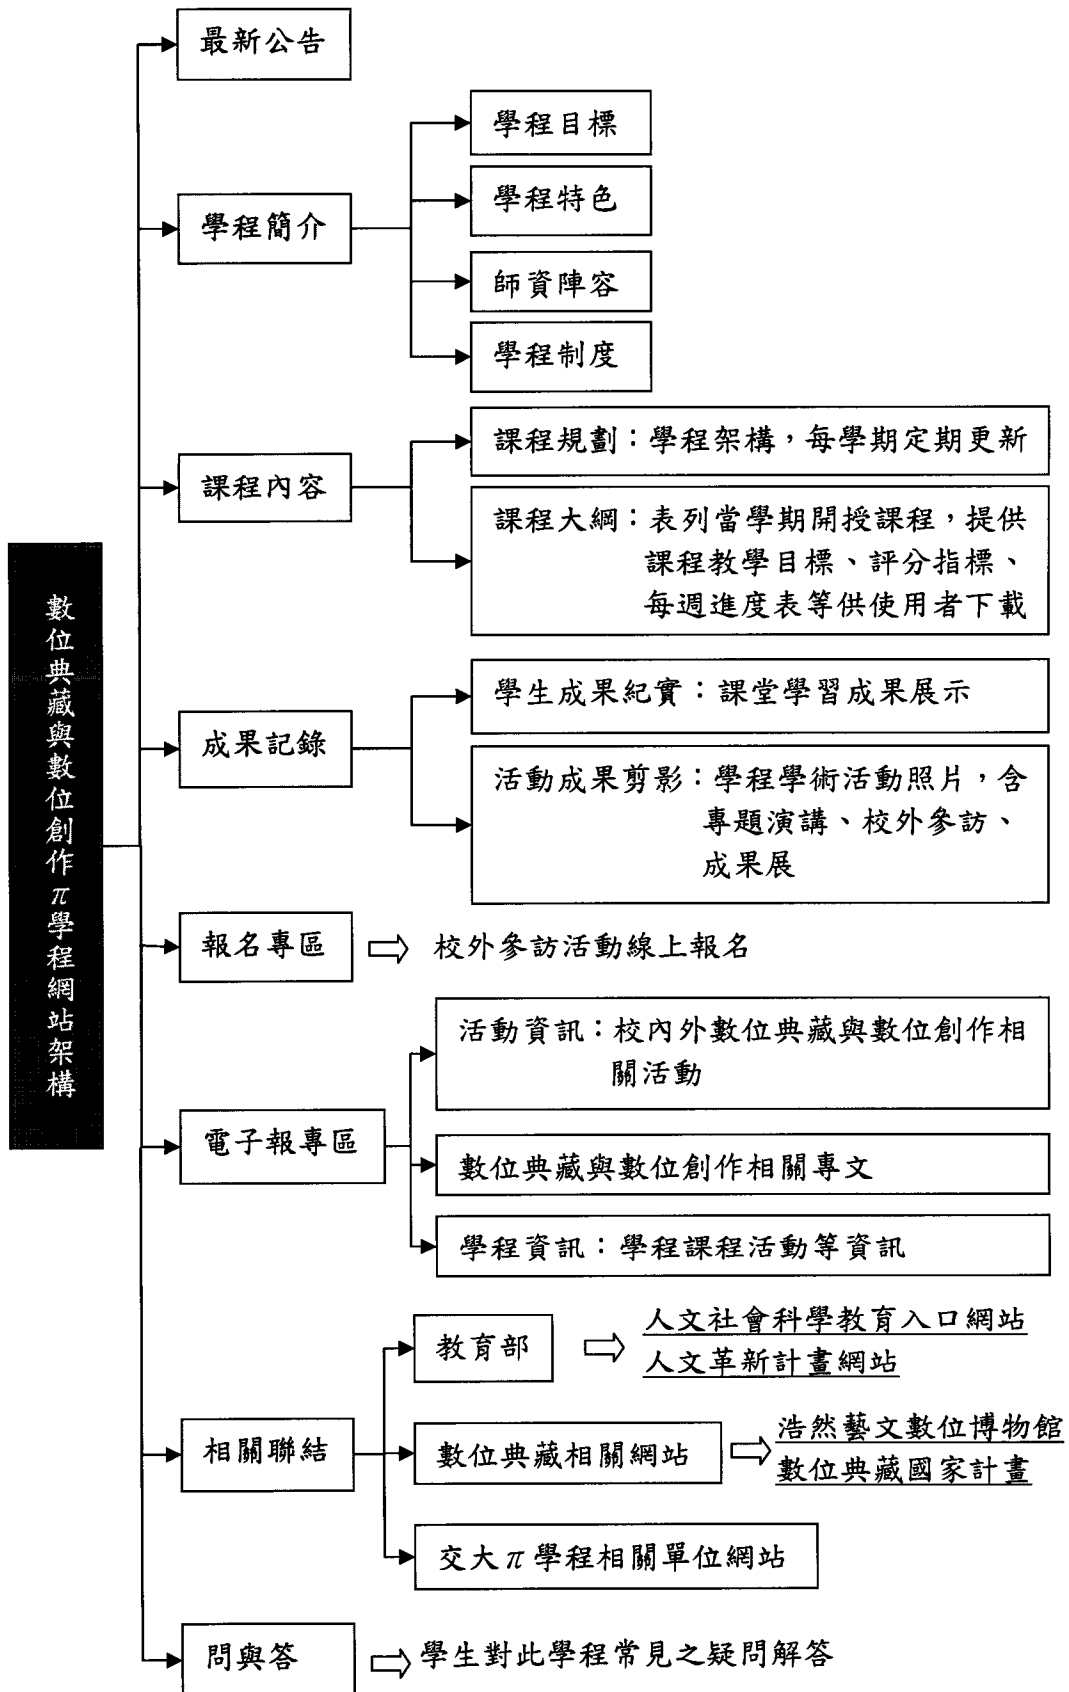 數位典藏與數位創作π學程網站架構
最新公告
學程簡介
學程目標
學程特色
師資陣容
學程制度
課程內容
課程規劃：學程架構，每學期定期更新
課程大綱：表列當學期開授課程，提供
課程教學目標、評分指標、
每週進度表等供使用者下載
成果記錄
學生成果紀實：課堂學習成果展示
活動成果剪影：學程學術活動照片，含
專題演講、校外參訪、
成果展
報名專區
校外參訪活動線上報名
電子報專區
活動資訊：校內外數位典藏與數位創作相
關活動
數位典藏與數位創作相關專文
學程資訊：學程課程活動等資訊
相關聯結
教育部
人文社會科學教育入口網站
人文革新計畫網站
數位典藏相關網站
浩然藝文數位博物館
數位典藏國家計畫
交大π學程相關單位網站
問與答
學生對此學程常見之疑問解答